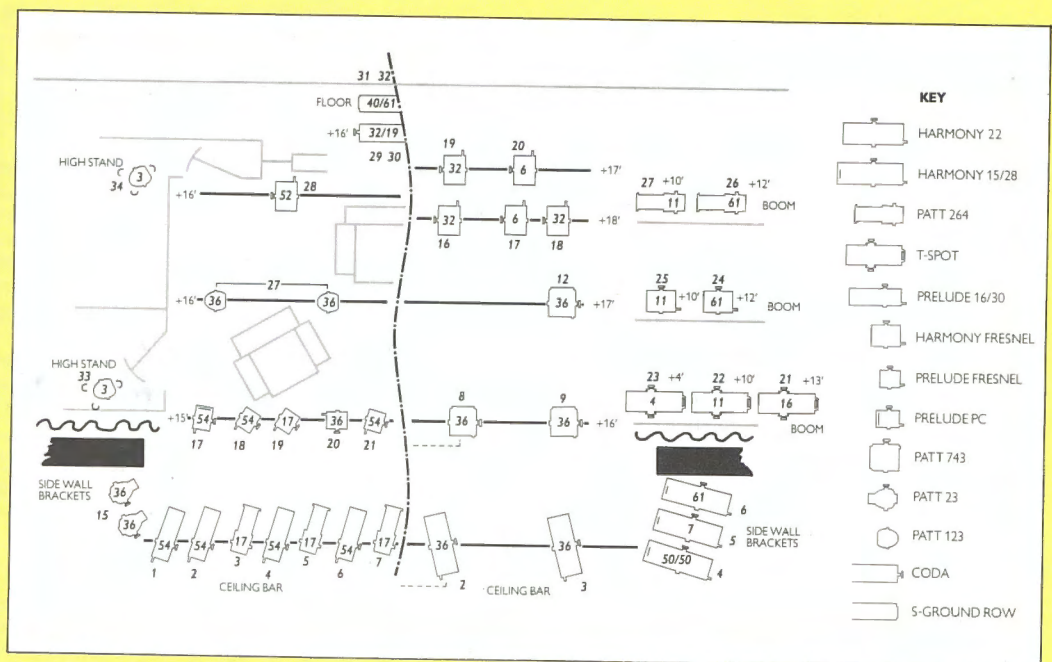 31 32
FLOOR 40/61
+16' 32/19
29 30
19 20
32 6 +17'
HIGH STAND
C 3
34
+16' 52 28
27 +10' 26 +12'
11 61 BOOM
32 6 32 +18'
16 17 18
27
+16' 36 36
12
36 +17'
25 24
11 +10' 61 +12' BOOM
HIGH STAND
33
C 3
8 9
23 +4' 22 +10' 21 +13'
4 11 16
BOOM
+15' 54 54 17 36 54
36 36 +16'
17 18 19 20 21
SIDE WALL
BRACKETS
36
15
36
61
6
7
5 SIDE WALL
BRACKETS
50/50
4
54 54 17 54 17 54 17
36 36
1 2 3 4 5 6 7
2 3
CEILING BAR
CEILING BAR
KEY
HARMONY 22
HARMONY 15/28
PATT 264
T-SPOT
PRELUDE 16/30
HARMONY FRESNEL
PRELUDE FRESNEL
PRELUDE PC
PATT 743
PATT 23
PATT 123
CODA
S-GROUND ROW